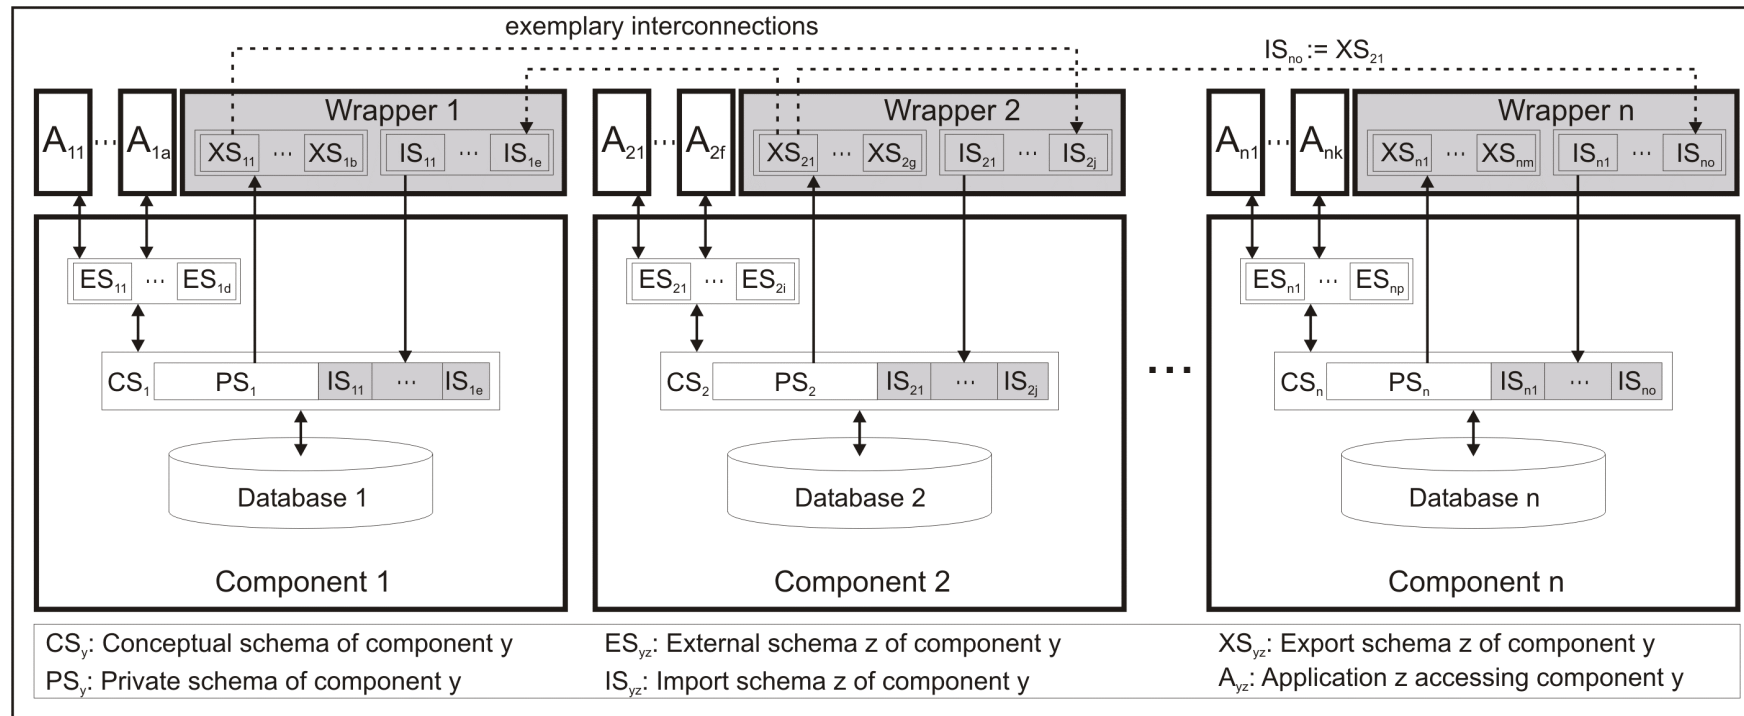 exemplary interconnections
IS_no := XS_21
A_11 ... A_1a Wrapper 1 A_21 ... A_2f Wrapper 2 A_n1 ... A_nk Wrapper n
XS_11 ... XS_1b IS_11 ... IS_1e XS_21 ... XS_2g IS_21 ... IS_2j XS_n1 ... XS_nm IS_n1 ... IS_no
ES_11 ... ES_1d ES_21 ... ES_2i ES_n1 ... ES_np
CS_1 PS_1 IS_11 ... IS_1e CS_2 PS_2 IS_21 ... IS_2j ... CS_n PS_n IS_n1 ... IS_no
Database 1 Database 2 Database n
Component 1 Component 2 Component n
CS_y: Conceptual schema of component y ES_yz: External schema z of component y XS_yz: Export schema z of component y
PS_y: Private schema of component y IS_yz: Import schema z of component y A_yz: Application z accessing component y